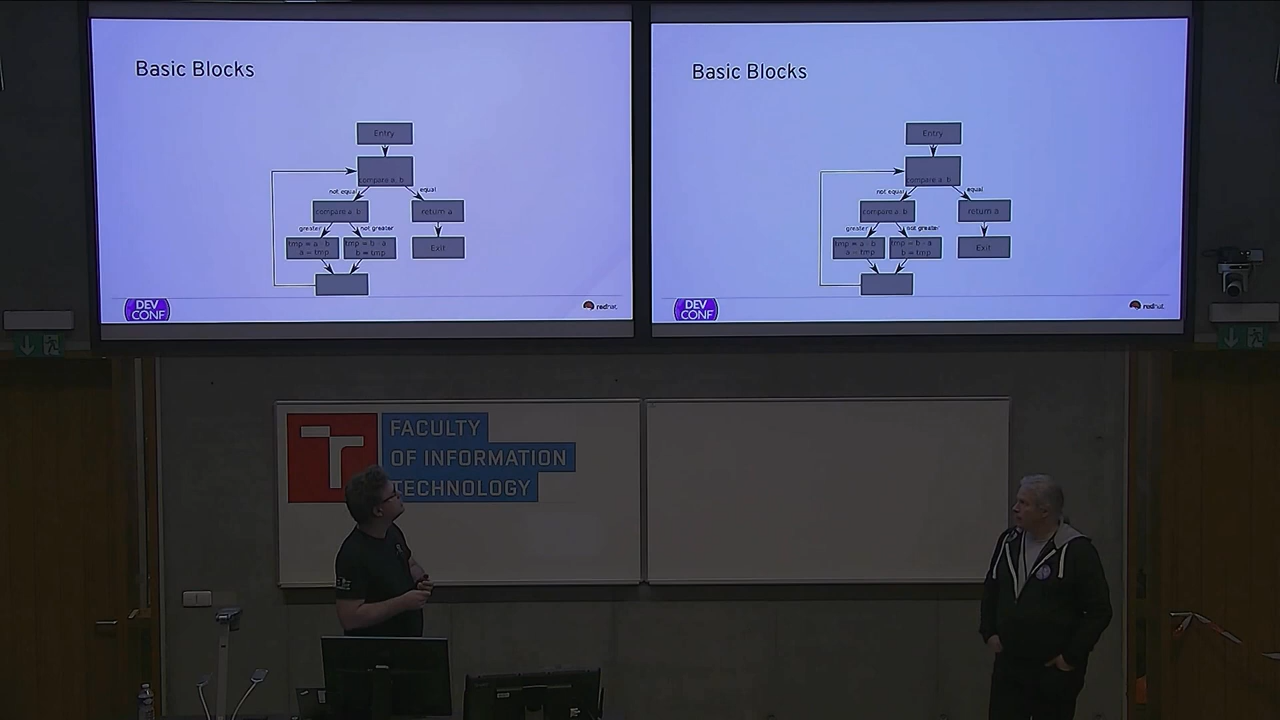 Basic Blocks
Entry
compare a, b
not equal
equal
compare a, b
return a
greater
not greater
tmp = a - b
a = tmp
tmp = b - a
b = tmp
Exit
DEV
CONF
redhat.
Basic Blocks
Entry
compare a, b
not equal
equal
compare a, b
return a
greater
not greater
tmp = a - b
a = tmp
tmp = b - a
b = tmp
Exit
DEV
CONF
redhat.
FACULTY
OF INFORMATION
TECHNOLOGY